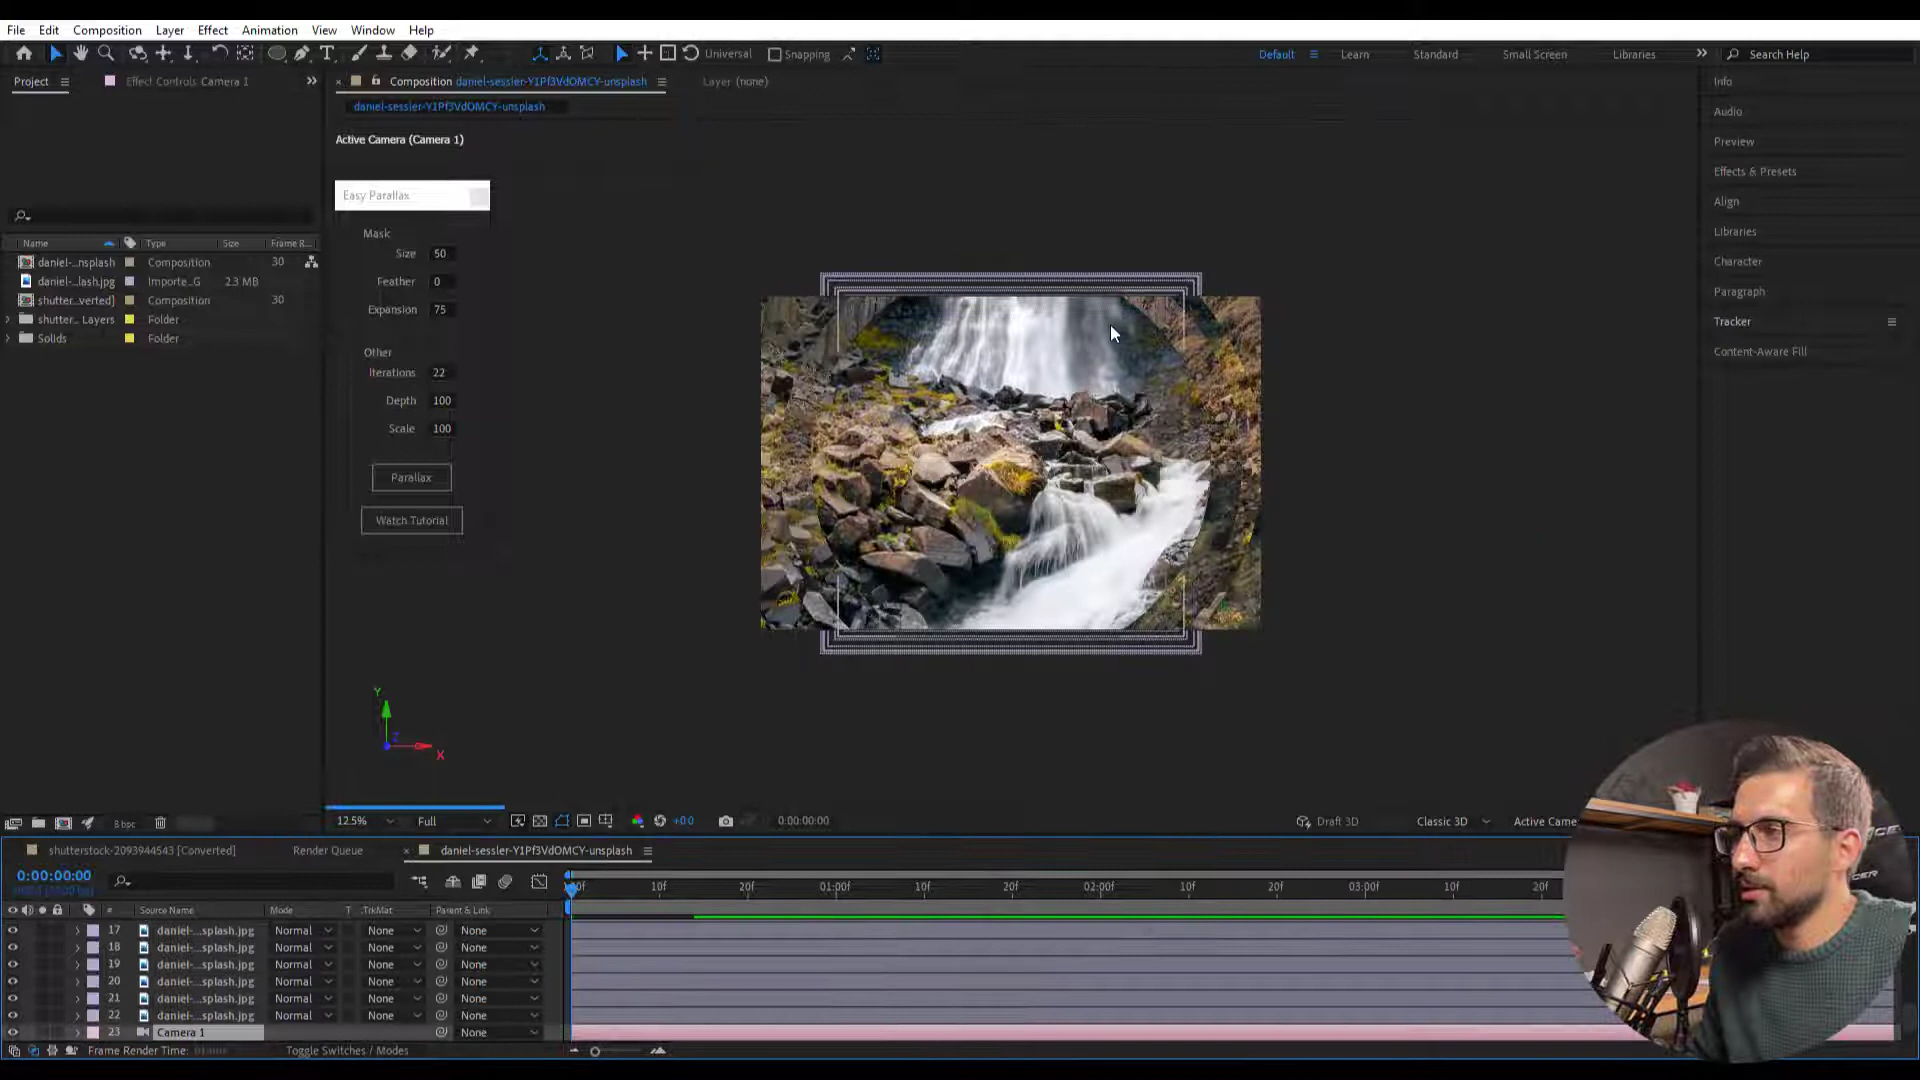 File Edit Composition Layer Effect Animation View Window Help
Universal Snapping Default Learn Standard Small Screen Libraries Search Help
Project Effect Controls Camera 1 Composition daniel-sessler-Y1Pf3VdOMCY-unsplash Layer (none)
daniel-sessler-Y1Pf3VdOMCY-unsplash
Active Camera (Camera 1)
Easy Parallax
Mask
Size 50
Feather 0
Expansion 75
Other
Iterations 22
Depth 100
Scale 100
Parallax
Watch Tutorial
Name Type Size Frame R...
daniel-...nsplash Composition 30
daniel-...lash.jpg Importe...G 2.3 MB
shutter...verted] Composition 30
shutter... Layers Folder
Solids Folder
Info
Audio
Preview
Effects & Presets
Align
Libraries
Character
Paragraph
Tracker
Content-Aware Fill
Y
Z
X
8 bpc 12.5% Full +0.0 0:00:00:00 Draft 3D Classic 3D Active Came
shutterstock-2093944543 [Converted] Render Queue daniel-sessler-Y1Pf3VdOMCY-unsplash
0:00:00:00 10f 20f 01:00f 10f 20f 02:00f 10f 20f 03:00f 10f 20f
# Source Name Mode T .TrkMat Parent & Link
17 daniel-...splash.jpg Normal None None
18 daniel-...splash.jpg Normal None None
19 daniel-...splash.jpg Normal None None
20 daniel-...splash.jpg Normal None None
21 daniel-...splash.jpg Normal None None
22 daniel-...splash.jpg Normal None None
23 Camera 1 None
Frame Render Time: Toggle Switches / Modes